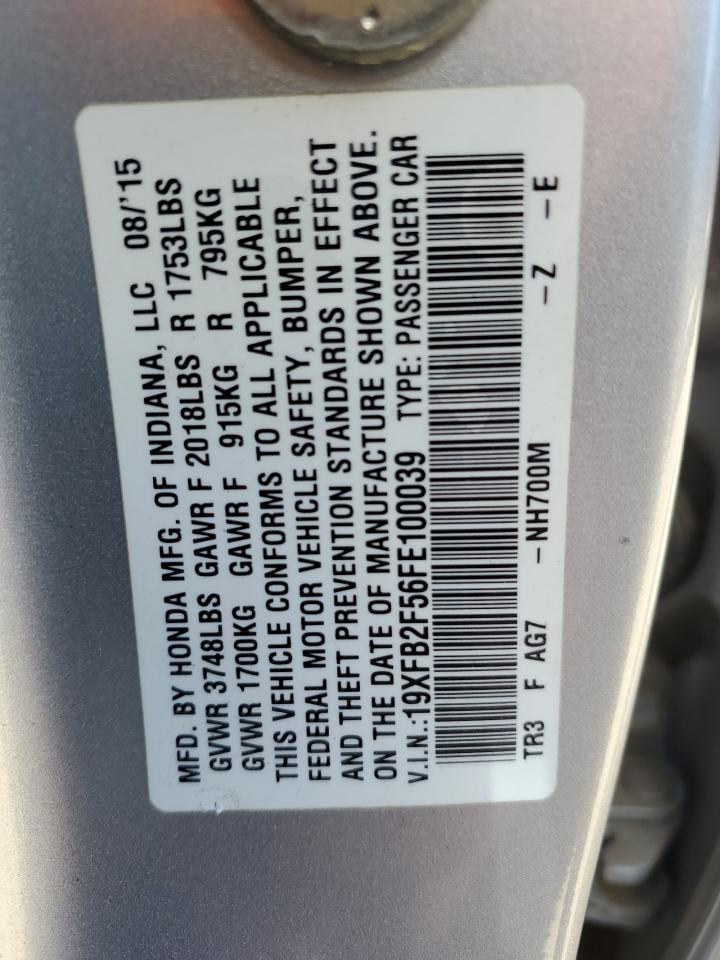 MFD. BY HONDA MFG. OF INDIANA, LLC 08/'15
GVWR 3748LBS GAWR F 2018LBS R 1753LBS
GVWR 1700KG GAWR F 915KG R 795KG
THIS VEHICLE CONFORMS TO ALL APPLICABLE
FEDERAL MOTOR VEHICLE SAFETY, BUMPER,
AND THEFT PREVENTION STANDARDS IN EFFECT
ON THE DATE OF MANUFACTURE SHOWN ABOVE.
V.I.N.:19XFB2F56FE100039 TYPE: PASSENGER CAR
TR3 F AG7 -NH700M -Z -E